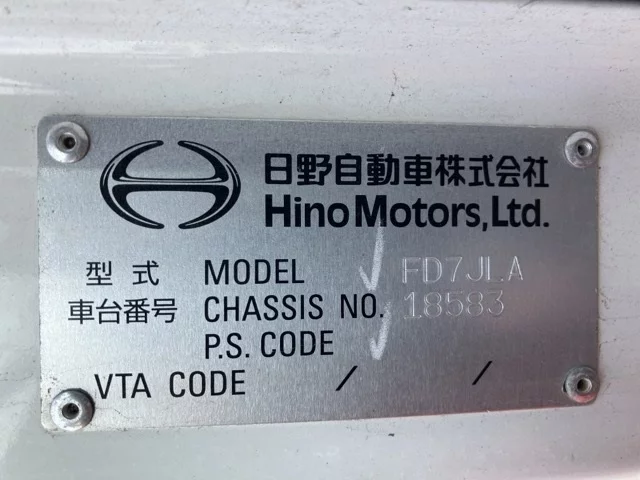 日野自動車株式会社
Hino Motors, Ltd.
型式 MODEL FD7JLA
車台番号 CHASSIS NO. 18583
P.S. CODE
VTA CODE / /